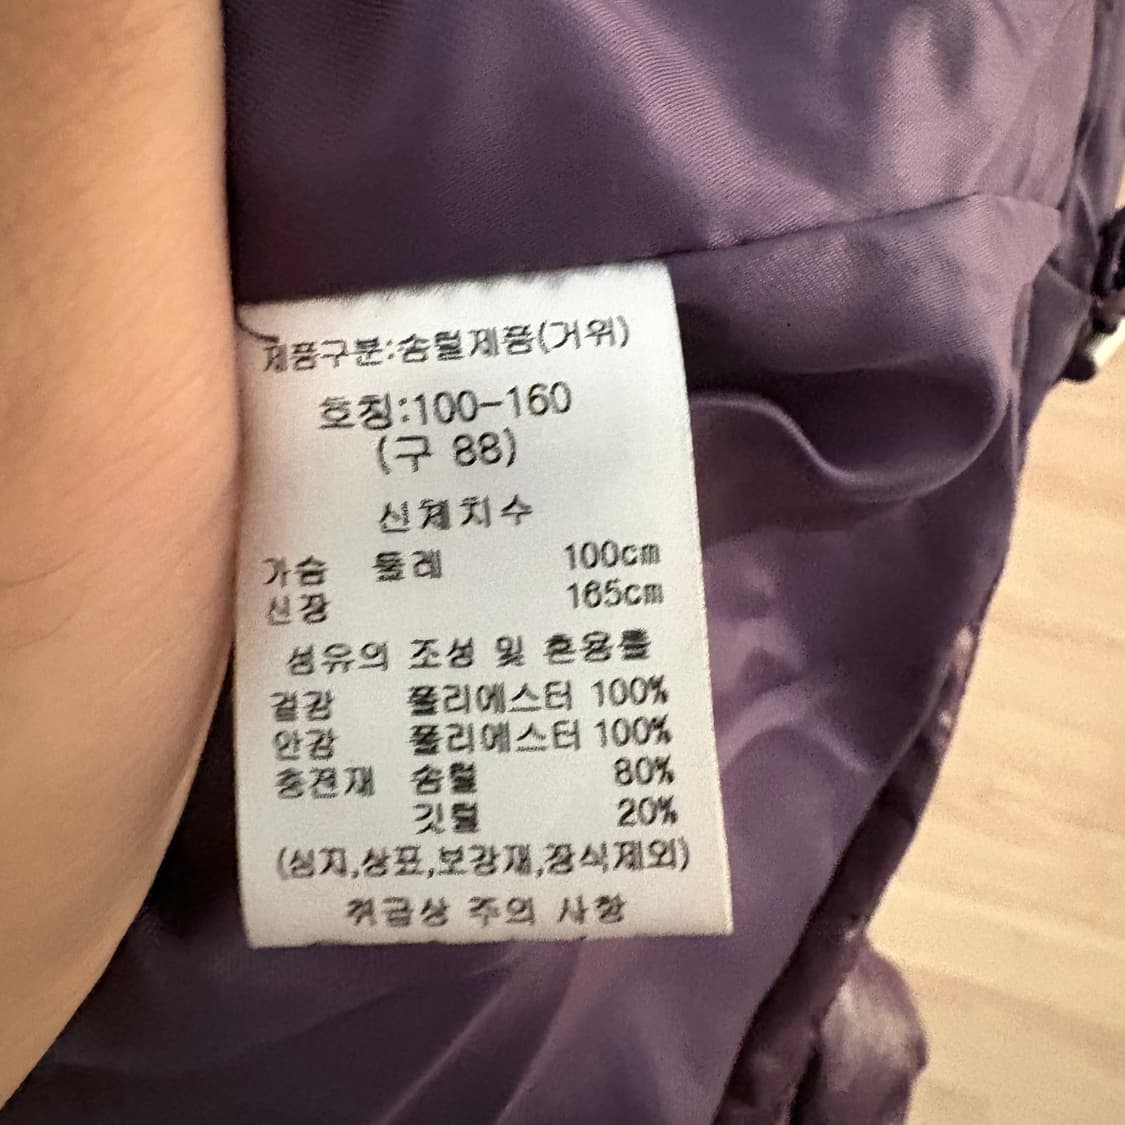 제품구분:솜털제품(거위)
호칭:100-160
(구 88)
신체치수
가슴 둘레 100cm
신장 165cm
섬유의 조성 및 혼용률
겉감 폴리에스터 100%
안감 폴리에스터 100%
충전재 솜털 80%
깃털 20%
(심지,상표,보강재,장식제외)
취급상 주의 사항